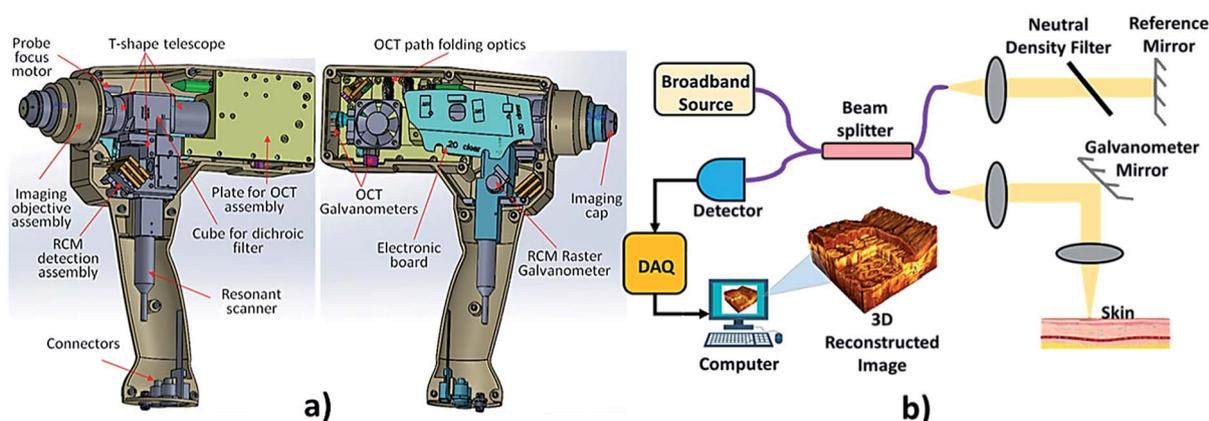 Probe
focus
motor
T-shape telescope
Imaging
objective
assembly
RCM
detection
assembly
Plate for OCT
assembly
Cube for dichroic
filter
Resonant
scanner
Connectors
a)
OCT path folding optics
OCT
Galvanometers
Electronic
board
RCM Raster
Galvanometer
Imaging
cap
20 clear
Broadband
Source
Beam
splitter
Neutral
Density Filter
Reference
Mirror
Galvanometer
Mirror
Detector
DAQ
Computer
3D
Reconstructed
Image
Skin
b)